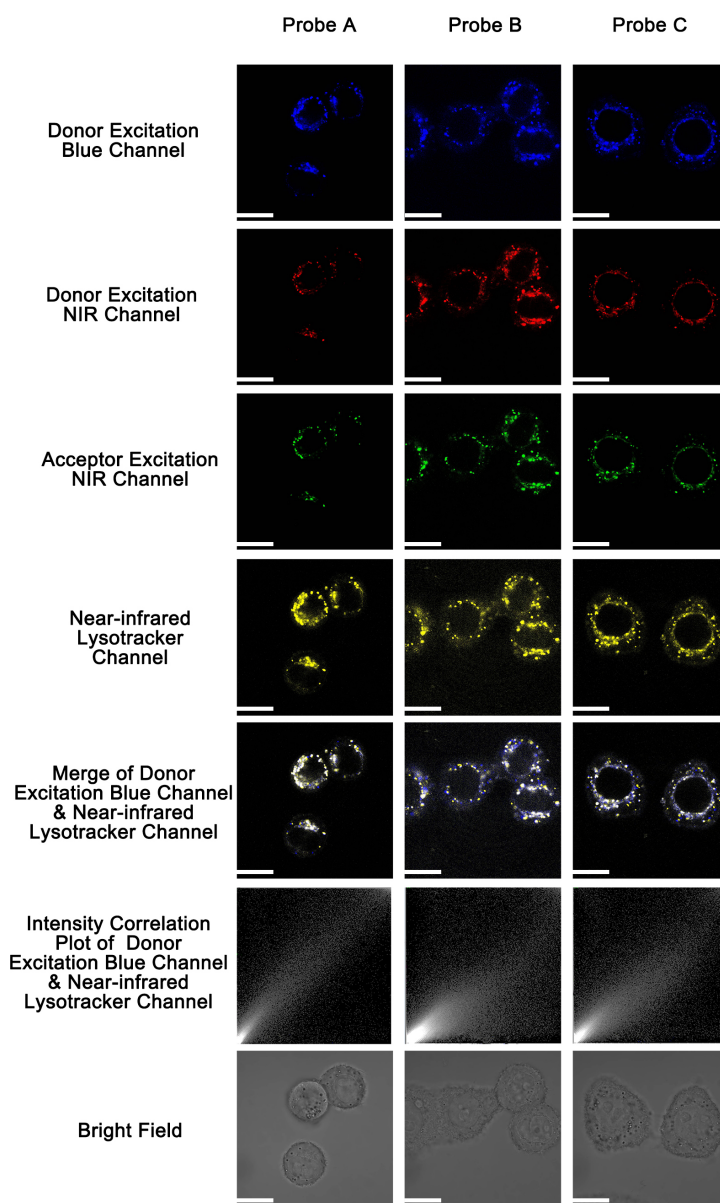 Probe A Probe B Probe C
Donor Excitation
Blue Channel
Donor Excitation
NIR Channel
Acceptor Excitation
NIR Channel
Near-infrared
Lysotracker
Channel
Merge of Donor
Excitation Blue Channel
& Near-infrared
Lysotracker Channel
Intensity Correlation
Plot of Donor
Excitation Blue Channel
& Near-infrared
Lysotracker Channel
Bright Field